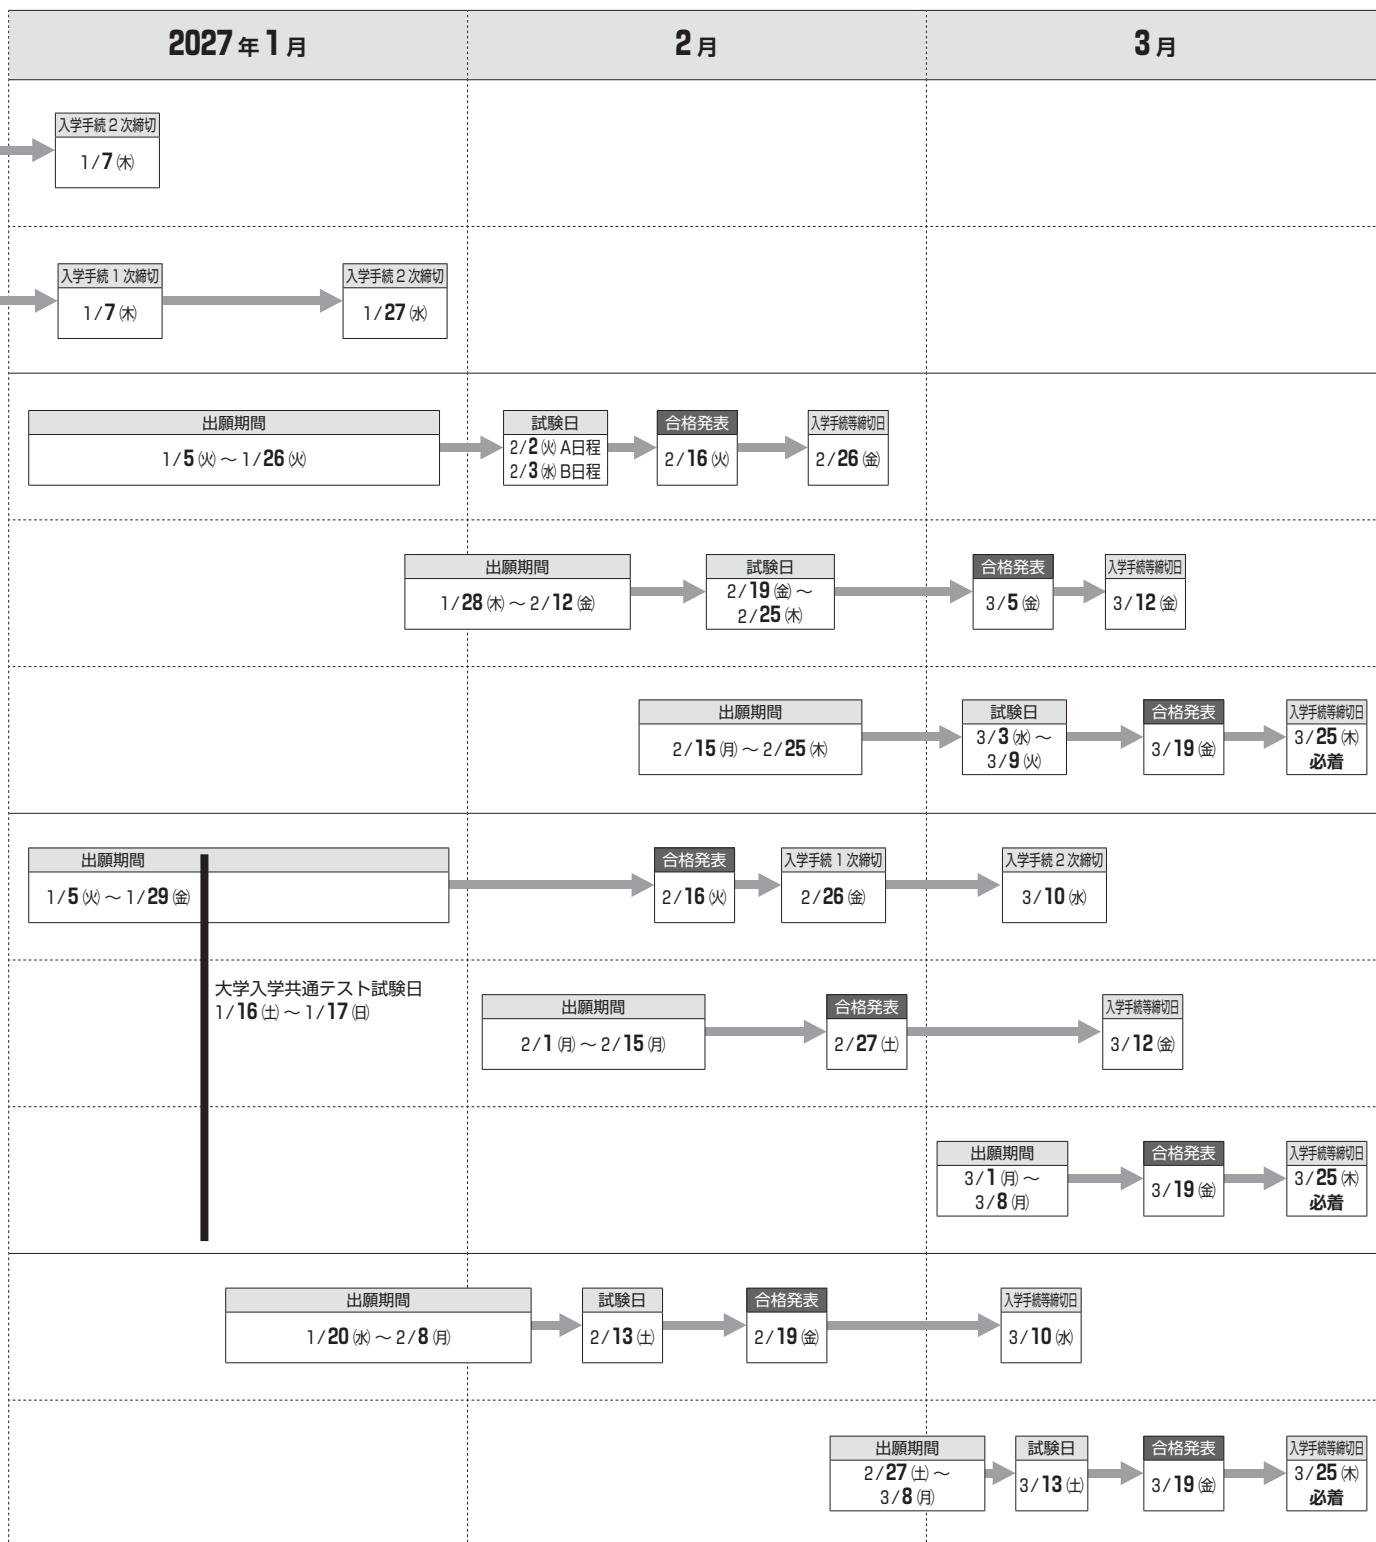 2027年1月
2月
3月
入学手続2次締切
1/7㈭
入学手続1次締切
1/7㈭
入学手続2次締切
1/27㈬
出願期間
1/5㈫～1/26㈫
試験日
2/2㈫A日程
2/3㈬B日程
合格発表
2/16㈫
入学手続等締切日
2/26㈮
出願期間
1/28㈭～2/12㈮
試験日
2/19㈮～
2/25㈭
合格発表
3/5㈮
入学手続等締切日
3/12㈮
出願期間
2/15㈪～2/25㈭
試験日
3/3㈬～
3/9㈫
合格発表
3/19㈮
入学手続等締切日
3/25㈭
必着
出願期間
1/5㈫～1/29㈮
合格発表
2/16㈫
入学手続1次締切
2/26㈮
入学手続2次締切
3/10㈬
大学入学共通テスト試験日
1/16㈯～1/17㈰
出願期間
2/1㈪～2/15㈪
合格発表
2/27㈯
入学手続等締切日
3/12㈮
出願期間
3/1㈪～
3/8㈪
合格発表
3/19㈮
入学手続等締切日
3/25㈭
必着
出願期間
1/20㈬～2/8㈪
試験日
2/13㈯
合格発表
2/19㈮
入学手続等締切日
3/10㈬
出願期間
2/27㈯～
3/8㈪
試験日
3/13㈯
合格発表
3/19㈮
入学手続等締切日
3/25㈭
必着